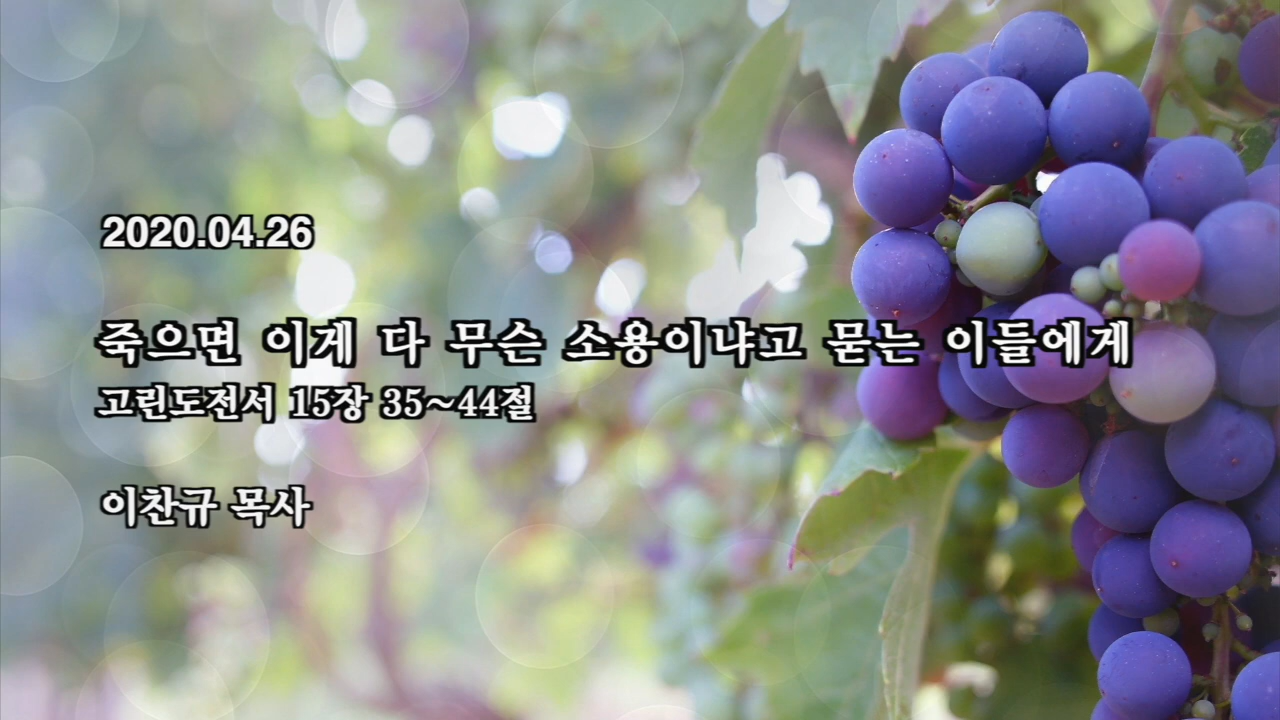 2020.04.26
죽으면 이게 다 무슨 소용이냐고 묻는 이들에게
고린도전서 15장 35~44절
이찬규 목사